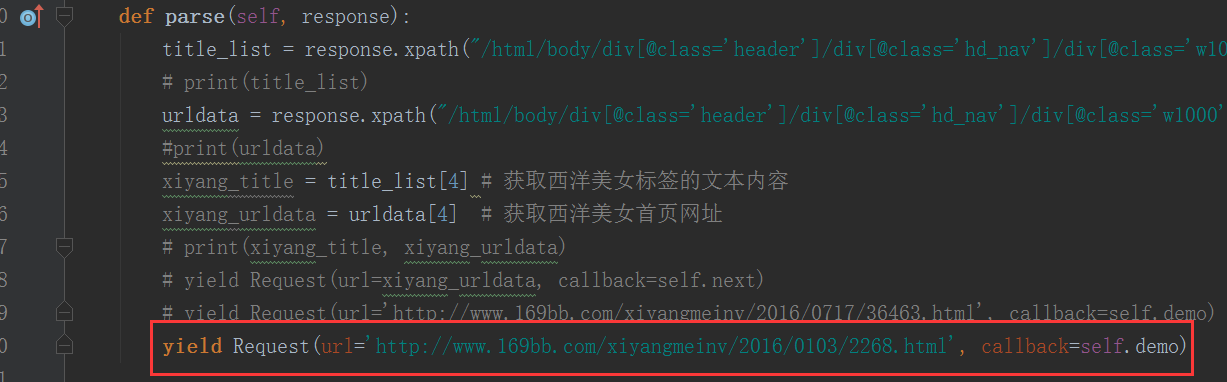 0 def parse(self, response):
1 title_list = response.xpath("/html/body/div[@class='header']/div[@class='hd_nav']/div[@class='w10
2 # print(title_list)
3 urldata = response.xpath("/html/body/div[@class='header']/div[@class='hd_nav']/div[@class='w1000'
4 #print(urldata)
5 xiyang_title = title_list[4] # 获取西洋美女标签的文本内容
6 xiyang_urldata = urldata[4] # 获取西洋美女首页网址
7 # print(xiyang_title, xiyang_urldata)
8 # yield Request(url=xiyang_urldata, callback=self.next)
9 # yield Request(url='http://www.169bb.com/xiyangmeinv/2016/0717/36463.html', callback=self.demo)
0 yield Request(url='http://www.169bb.com/xiyangmeinv/2016/0103/2268.html', callback=self.demo)
1